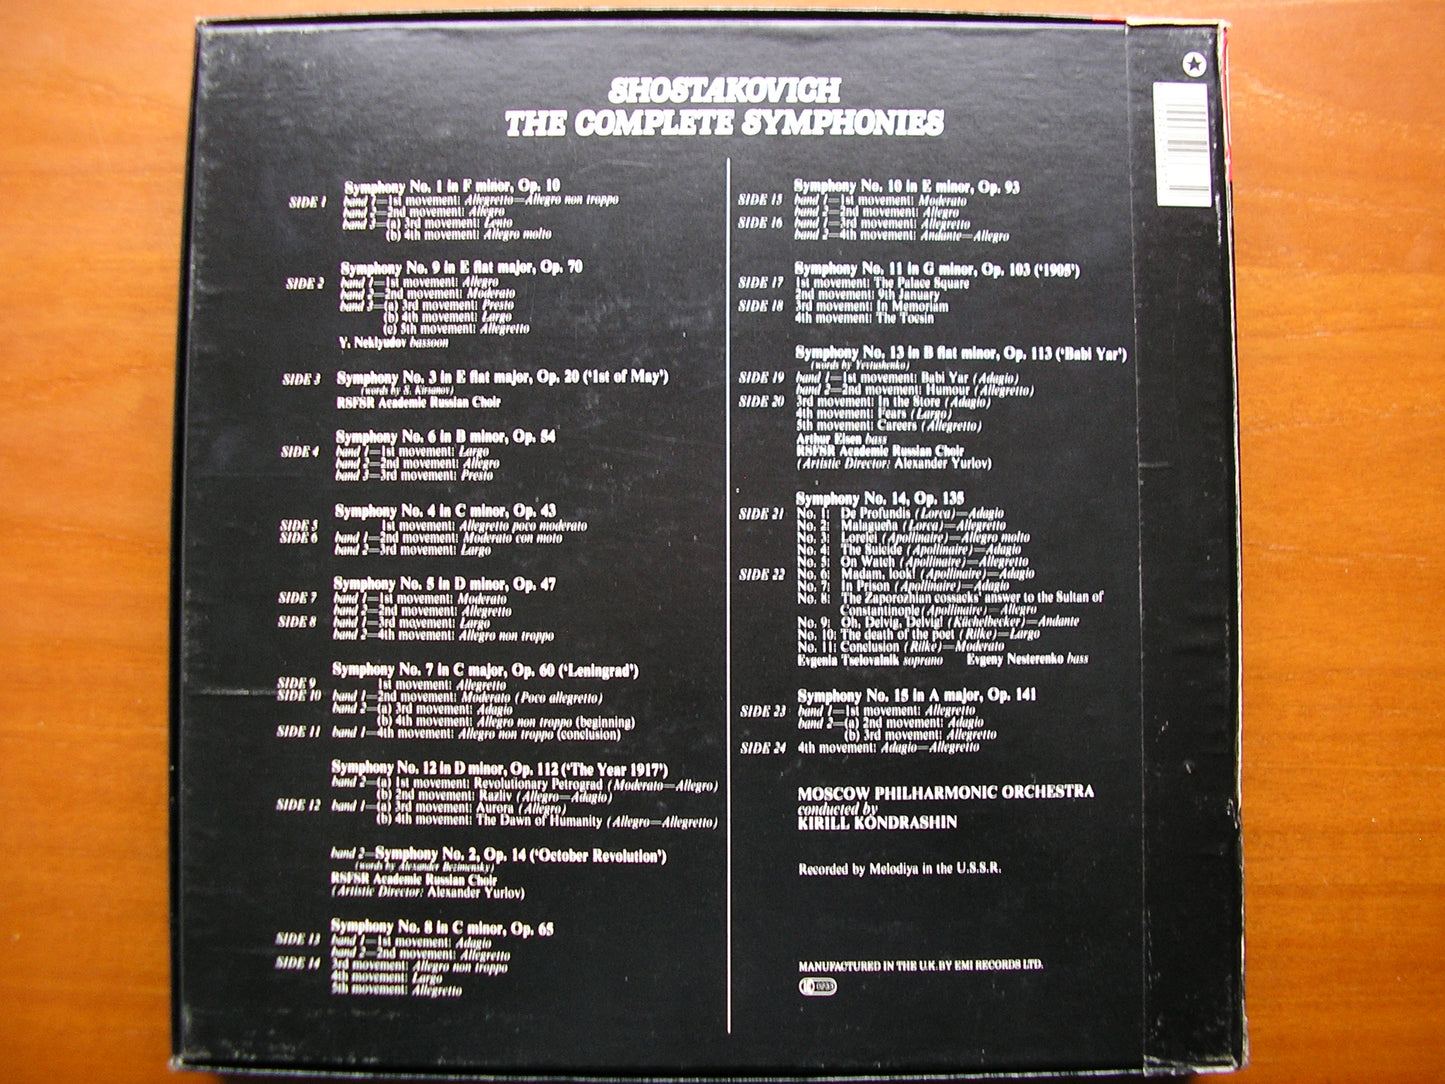 SHOSTAKOVICH
THE COMPLETE SYMPHONIES
Symphony No. 1 in F minor, Op. 10
SIDE 1 band 1—1st movement: Allegretto—Allegro non troppo
band 2—2nd movement: Allegro
band 3—(a) 3rd movement: Lento
(b) 4th movement: Allegro molto
Symphony No. 9 in E flat major, Op. 70
SIDE 2 band 1—1st movement: Allegro
band 2—2nd movement: Moderato
band 3—(a) 3rd movement: Presto
(b) 4th movement: Largo
(c) 5th movement: Allegretto
Y. Neklyudov bassoon
SIDE 3 Symphony No. 3 in E flat major, Op. 20 ('1st of May')
(words by S. Kirsanov)
RSFSR Academic Russian Choir
Symphony No. 6 in B minor, Op. 54
SIDE 4 band 1—1st movement: Largo
band 2—2nd movement: Allegro
band 3—3rd movement: Presto
Symphony No. 4 in C minor, Op. 43
SIDE 5 1st movement: Allegretto poco moderato
SIDE 6 band 1—2nd movement: Moderato con moto
band 2—3rd movement: Largo
Symphony No. 5 in D minor, Op. 47
SIDE 7 band 1—1st movement: Moderato
band 2—2nd movement: Allegretto
SIDE 8 band 1—3rd movement: Largo
band 2—4th movement: Allegro non troppo
Symphony No. 7 in C major, Op. 60 ('Leningrad')
SIDE 9 1st movement: Allegretto
SIDE 10 band 1—2nd movement: Moderato (Poco allegretto)
band 2—(a) 3rd movement: Adagio
(b) 4th movement: Allegro non troppo (beginning)
SIDE 11 band 1—4th movement: Allegro non troppo (conclusion)
Symphony No. 12 in D minor, Op. 112 ('The Year 1917')
band 2—(a) 1st movement: Revolutionary Petrograd (Moderato—Allegro)
(b) 2nd movement: Razliv (Allegro—Adagio)
SIDE 12 band 1—(a) 3rd movement: Aurora (Allegro)
(b) 4th movement: The Dawn of Humanity (Allegro—Allegretto)
band 2—Symphony No. 2, Op. 14 ('October Revolution')
(words by Alexander Bezimensky)
RSFSR Academic Russian Choir
(Artistic Director: Alexander Yurlov)
Symphony No. 8 in C minor, Op. 65
SIDE 13 band 1—1st movement: Adagio
band 2—2nd movement: Allegretto
SIDE 14 3rd movement: Allegro non troppo
4th movement: Largo
5th movement: Allegretto
Symphony No. 10 in E minor, Op. 93
SIDE 15 band 1—1st movement: Moderato
band 2—2nd movement: Allegro
SIDE 16 band 1—3rd movement: Allegretto
band 2—4th movement: Andante—Allegro
Symphony No. 11 in G minor, Op. 103 ('1905')
SIDE 17 1st movement: The Palace Square
2nd movement: 9th January
SIDE 18 3rd movement: In Memoriam
4th movement: The Tocsin
Symphony No. 13 in B flat minor, Op. 113 ('Babi Yar')
(words by Yevtushenko)
SIDE 19 band 1—1st movement: Babi Yar (Adagio)
band 2—2nd movement: Humour (Allegretto)
SIDE 20 3rd movement: In the Store (Adagio)
4th movement: Fears (Largo)
5th movement: Careers (Allegretto)
Arthur Eisen bass
RSFSR Academic Russian Choir
(Artistic Director: Alexander Yurlov)
Symphony No. 14, Op. 135
SIDE 21 No. 1: De Profundis (Lorca)—Adagio
No. 2: Malagueña (Lorca)—Allegretto
No. 3: Lorelei (Apollinaire)—Allegro molto
No. 4: The Suicide (Apollinaire)—Adagio
No. 5: On Watch (Apollinaire)—Allegretto
SIDE 22 No. 6: Madam, look! (Apollinaire)—Adagio
No. 7: In Prison (Apollinaire)—Adagio
No. 8: The Zaporozhian cossacks' answer to the Sultan of
Constantinople (Apollinaire)—Allegro
No. 9: Oh, Delvig, Delvig! (Küchelbecker)—Andante
No. 10: The death of the poet (Rilke)—Largo
No. 11: Conclusion (Rilke)—Moderato
Evgenia Tselovalnik soprano Evgeny Nesterenko bass
Symphony No. 15 in A major, Op. 141
SIDE 23 band 1—1st movement: Allegretto
band 2—(a) 2nd movement: Adagio
(b) 3rd movement: Allegretto
SIDE 24 4th movement: Adagio—Allegretto
MOSCOW PHILHARMONIC ORCHESTRA
conducted by
KIRILL KONDRASHIN
Recorded by Melodiya in the U.S.S.R.
MANUFACTURED IN THE U.K. BY EMI RECORDS LTD.